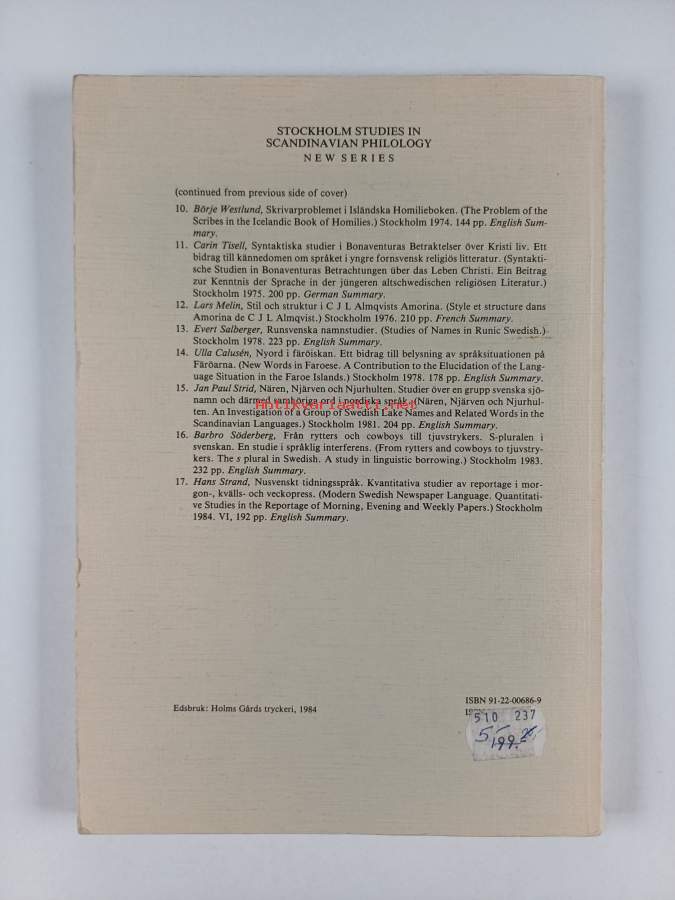 STOCKHOLM STUDIES IN
SCANDINAVIAN PHILOLOGY
NEW SERIES
(continued from previous side of cover)
10. Börje Westlund, Skrivarproblemet i Isländska Homilieboken. (The Problem of the
Scribes in the Icelandic Book of Homilies.) Stockholm 1974. 144 pp. English Sum-
mary.
11. Carin Tisell, Syntaktiska studier i Bonaventuras Betraktelser över Kristi liv. Ett
bidrag till kännedomen om språket i yngre fornsvensk religiös litteratur. (Syntakti-
sche Studien in Bonaventuras Betrachtungen über das Leben Christi. Ein Beitrag
zur Kenntnis der Sprache in der jüngeren altschwedischen religiösen Literatur.)
Stockholm 1975. 200 pp. German Summary.
12. Lars Melin, Stil och struktur i C J L Almqvists Amorina. (Style et structure dans
Amorina de C J L Almqvist.) Stockholm 1976. 210 pp. French Summary.
13. Evert Salberger, Runsvenska namnstudier. (Studies of Names in Runic Swedish.)
Stockholm 1978. 223 pp. English Summary.
14. Ulla Calusén, Nyord i färöiskan. Ett bidrag till belysning av språksituationen på
Färöarna. (New Words in Faroese. A Contribution to the Elucidation of the Lang-
uage Situation in the Faroe Islands.) Stockholm 1978. 178 pp. English Summary.
15. Jan Paul Strid, Nären, Njärven och Njurhulten. Studier över en grupp svenska sjö-
namn och därmed samhöriga ord i nordiska språk. (Nären, Njärven och Njurhul-
antikvariaatti.net
ten. An Investigation of a Group of Swedish Lake Names and Related Words in the
Scandinavian Languages.) Stockholm 1981. 204 pp. English Summary.
16. Barbro Söderberg, Från rytters och cowboys till tjuvstrykers. S-pluralen i
svenskan. En studie i språklig interferens. (From rytters and cowboys to tjuvstry-
kers. The s plural in Swedish. A study in linguistic borrowing.) Stockholm 1983.
232 pp. English Summary.
17. Hans Strand, Nusvenskt tidningsspråk. Kvantitativa studier av reportage i mor-
gon-, kvälls- och veckopress. (Modern Swedish Newspaper Language. Quantitati-
ve Studies in the Reportage of Morning, Evening and Weekly Papers.) Stockholm
1984. VI, 192 pp. English Summary.
Edsbruk: Holms Gårds tryckeri, 1984
ISBN 91-22-00686-9
510 237